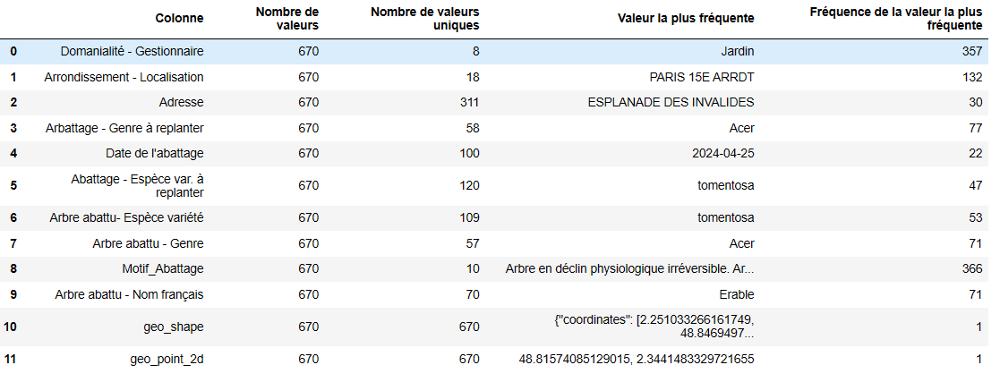 Colonne Nombre de valeurs Nombre de valeurs uniques Valeur la plus fréquente Fréquence de la valeur la plus fréquente
0 Domanialité - Gestionnaire 670 8 Jardin 357
1 Arrondissement - Localisation 670 18 PARIS 15E ARRDT 132
2 Adresse 670 311 ESPLANADE DES INVALIDES 30
3 Arbattage - Genre à replanter 670 58 Acer 77
4 Date de l'abattage 670 100 2024-04-25 22
5 Abattage - Espèce var. à replanter 670 120 tomentosa 47
6 Arbre abattu- Espèce variété 670 109 tomentosa 53
7 Arbre abattu - Genre 670 57 Acer 71
8 Motif_Abattage 670 10 Arbre en déclin physiologique irréversible. Ar... 366
9 Arbre abattu - Nom français 670 70 Erable 71
10 geo_shape 670 670 {"coordinates": [2.251033266161749, 48.8469497... 1
11 geo_point_2d 670 670 48.81574085129015, 2.3441483329721655 1